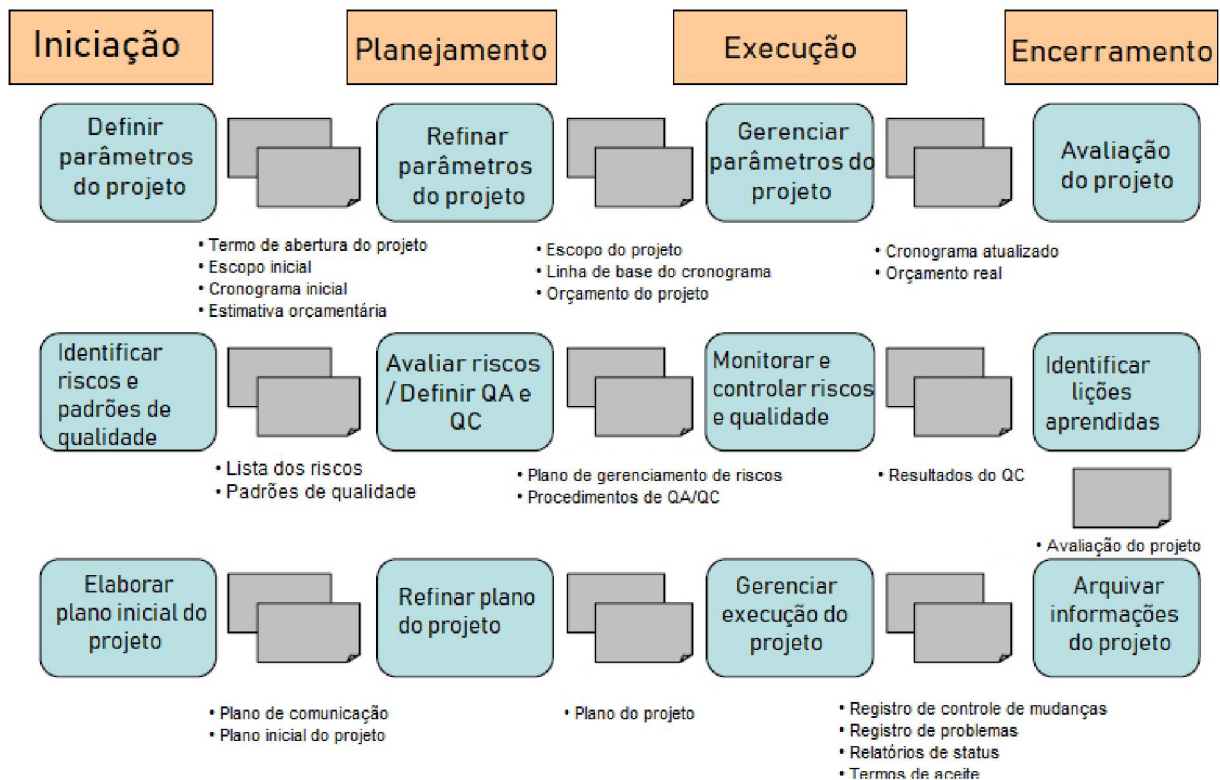 Iniciação
Planejamento
Execução
Encerramento
Definir
parâmetros
do projeto
Refinar
parâmetros
do projeto
Gerenciar
parâmetros do
projeto
Avaliação
do projeto
• Termo de abertura do projeto
• Escopo inicial
• Cronograma inicial
• Estimativa orçamentária
• Escopo do projeto
• Linha de base do cronograma
• Orçamento do projeto
• Cronograma atualizado
• Orçamento real
Identificar
riscos e
padrões de
qualidade
Avaliar riscos
/ Definir QA e
QC
Monitorar e
controlar riscos
e qualidade
Identificar
lições
aprendidas
• Lista dos riscos
• Padrões de qualidade
• Plano de gerenciamento de riscos
• Procedimentos de QA/QC
• Resultados do QC
• Avaliação do projeto
Elaborar
plano inicial do
projeto
Refinar plano
do projeto
Gerenciar
execução do
projeto
Arquivar
informações
do projeto
• Plano de comunicação
• Plano inicial do projeto
• Plano do projeto
• Registro de controle de mudanças
• Registro de problemas
• Relatórios de status
• Termos de aceite